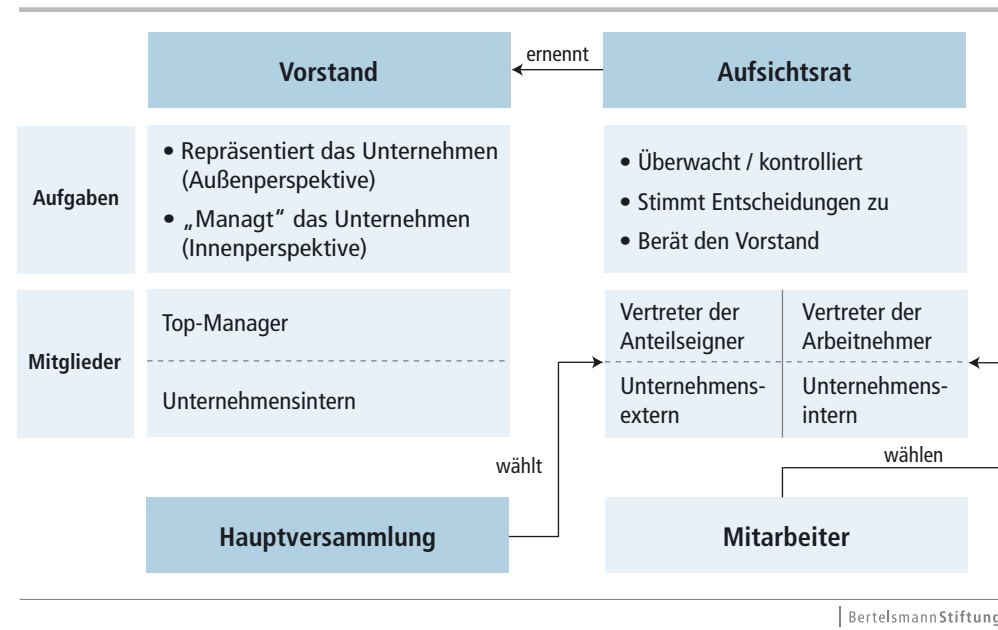 Vorstand
ernennt
Aufsichtsrat
Aufgaben
• Repräsentiert das Unternehmen
(Außenperspektive)
• „Managt“ das Unternehmen
(Innenperspektive)
• Überwacht / kontrolliert
• Stimmt Entscheidungen zu
• Berät den Vorstand
Mitglieder
Top-Manager
Unternehmensintern
Vertreter der
Anteilseigner
Vertreter der
Arbeitnehmer
Unternehmens-
extern
Unternehmens-
intern
wählt
wählen
Hauptversammlung
Mitarbeiter
BertelsmannStiftung